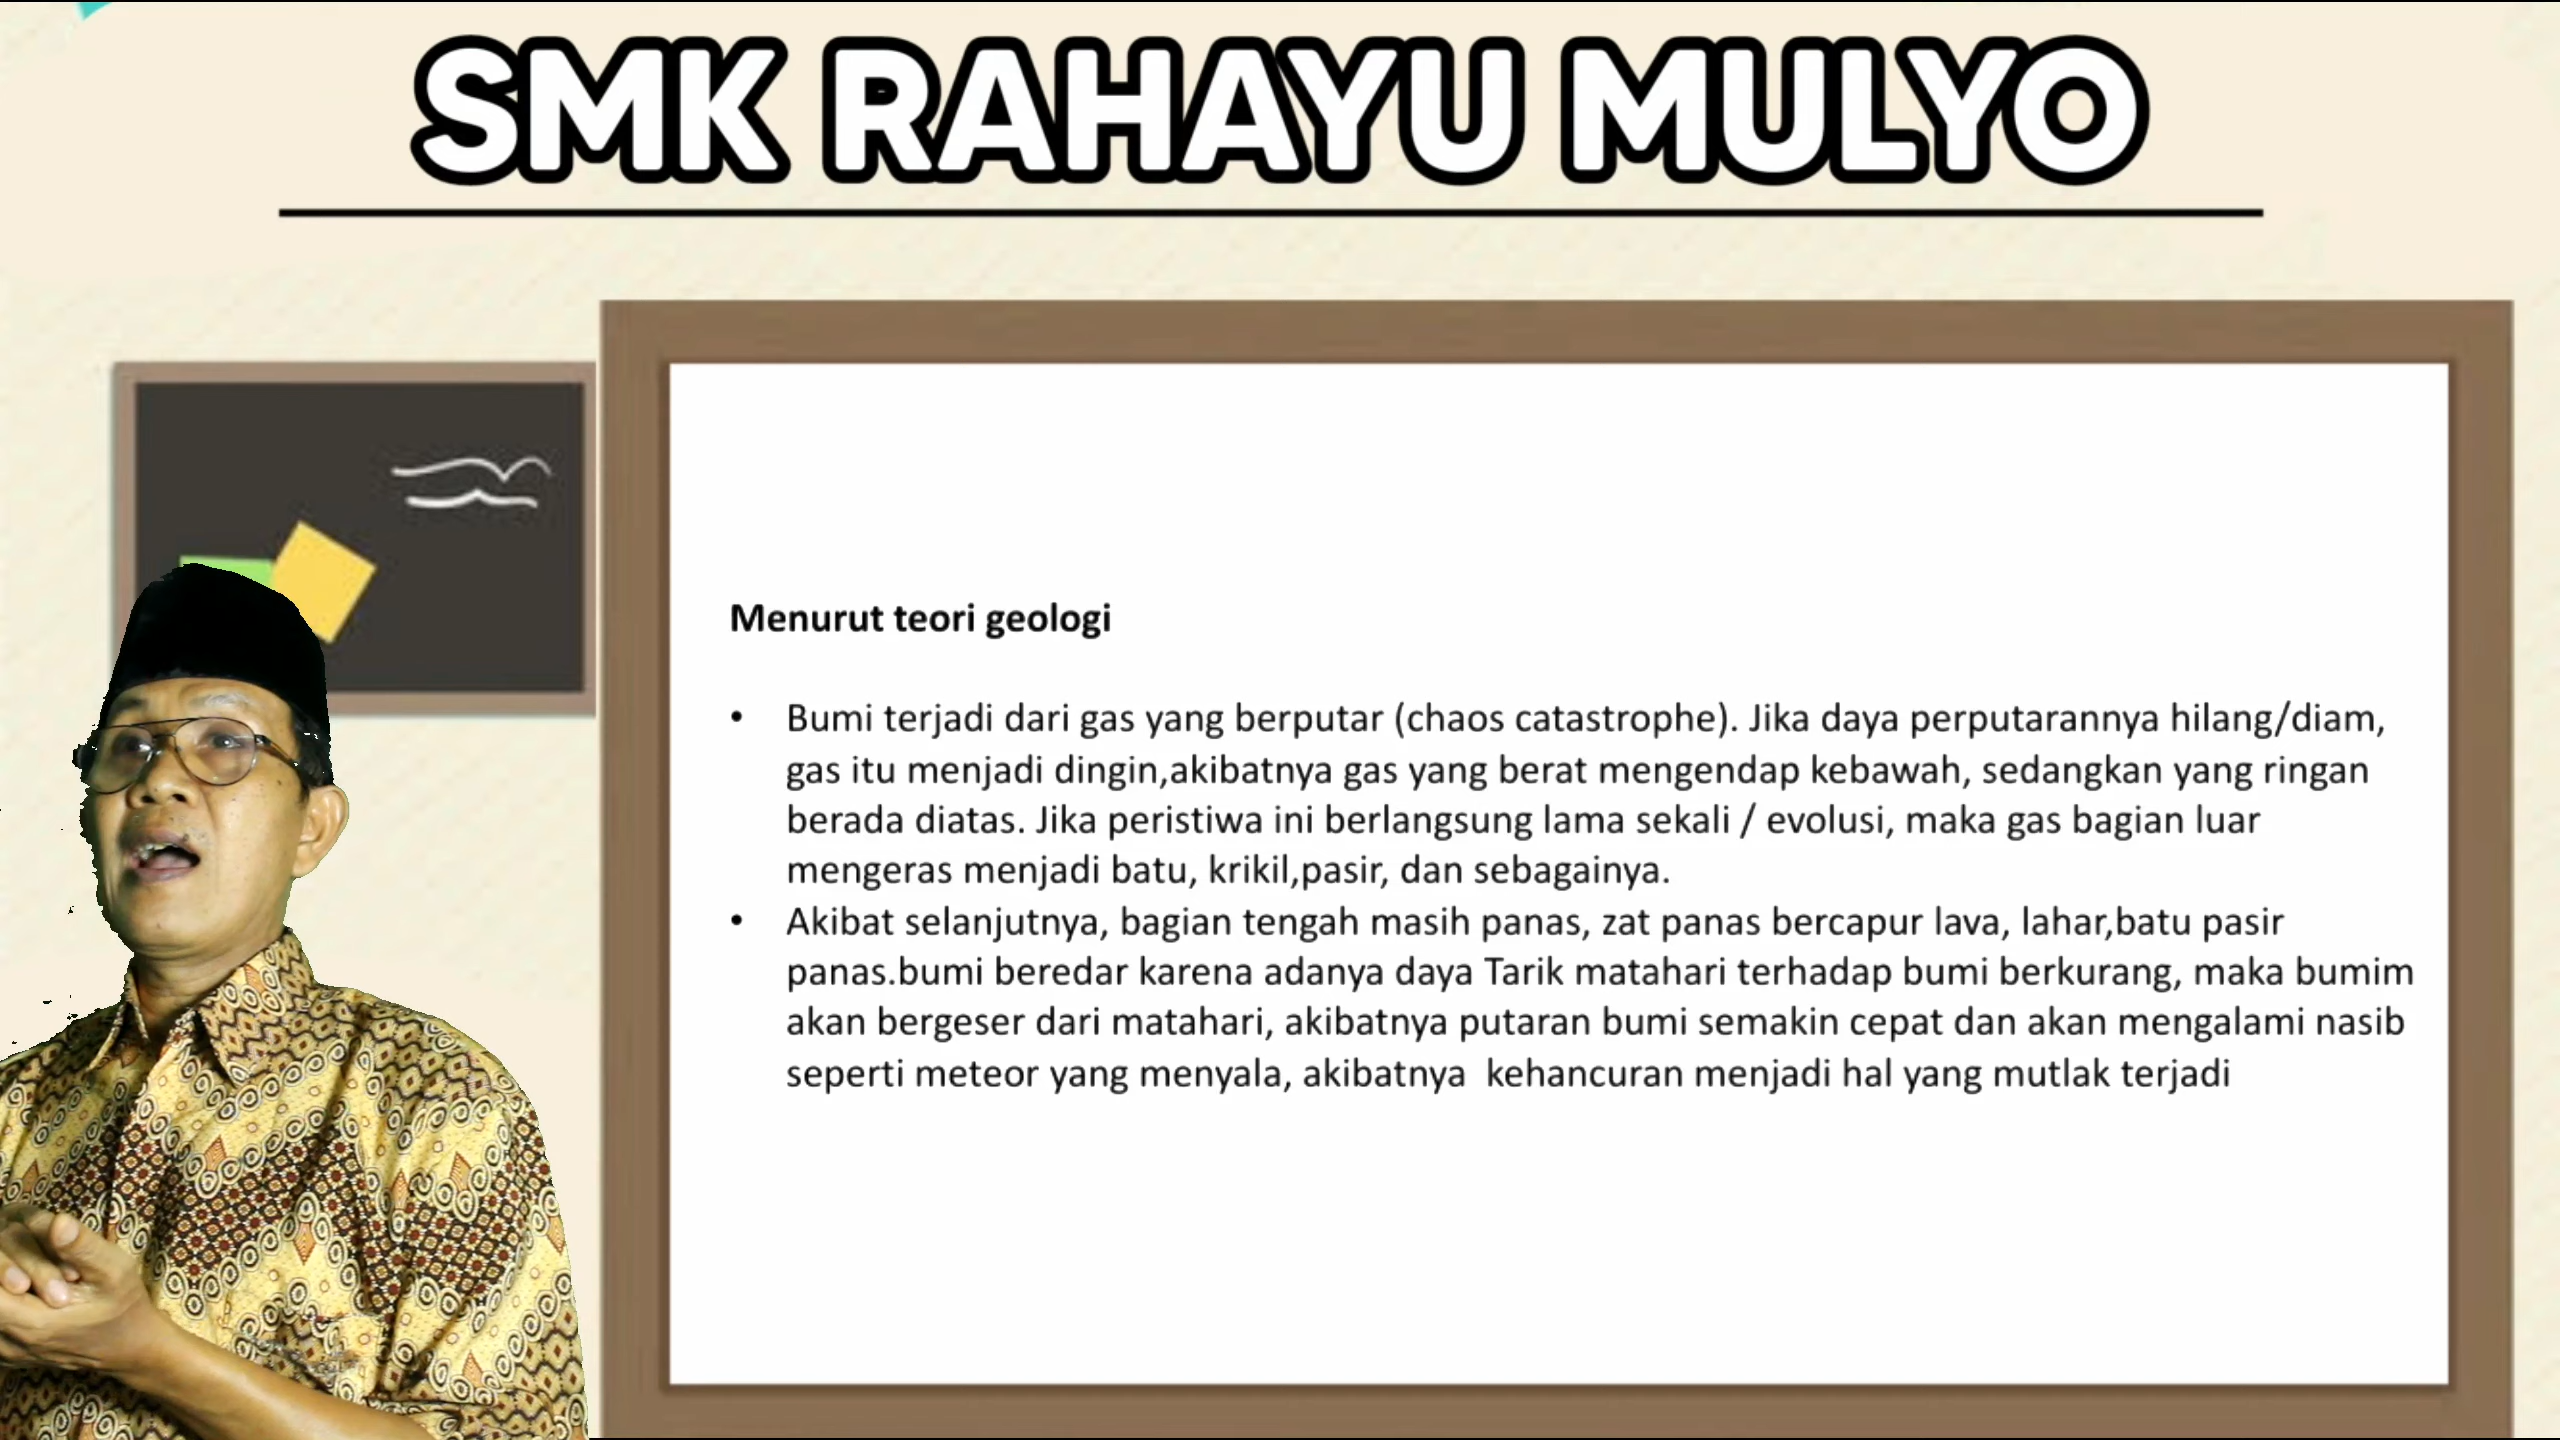 SMK RAHAYU MULYO
Menurut teori geologi
• Bumi terjadi dari gas yang berputar (chaos catastrophe). Jika daya perputarannya hilang/diam,
gas itu menjadi dingin,akibatnya gas yang berat mengendap kebawah, sedangkan yang ringan
berada diatas. Jika peristiwa ini berlangsung lama sekali / evolusi, maka gas bagian luar
mengeras menjadi batu, krikil,pasir, dan sebagainya.
• Akibat selanjutnya, bagian tengah masih panas, zat panas bercapur lava, lahar,batu pasir
panas.bumi beredar karena adanya daya Tarik matahari terhadap bumi berkurang, maka bumim
akan bergeser dari matahari, akibatnya putaran bumi semakin cepat dan akan mengalami nasib
seperti meteor yang menyala, akibatnya  kehancuran menjadi hal yang mutlak terjadi